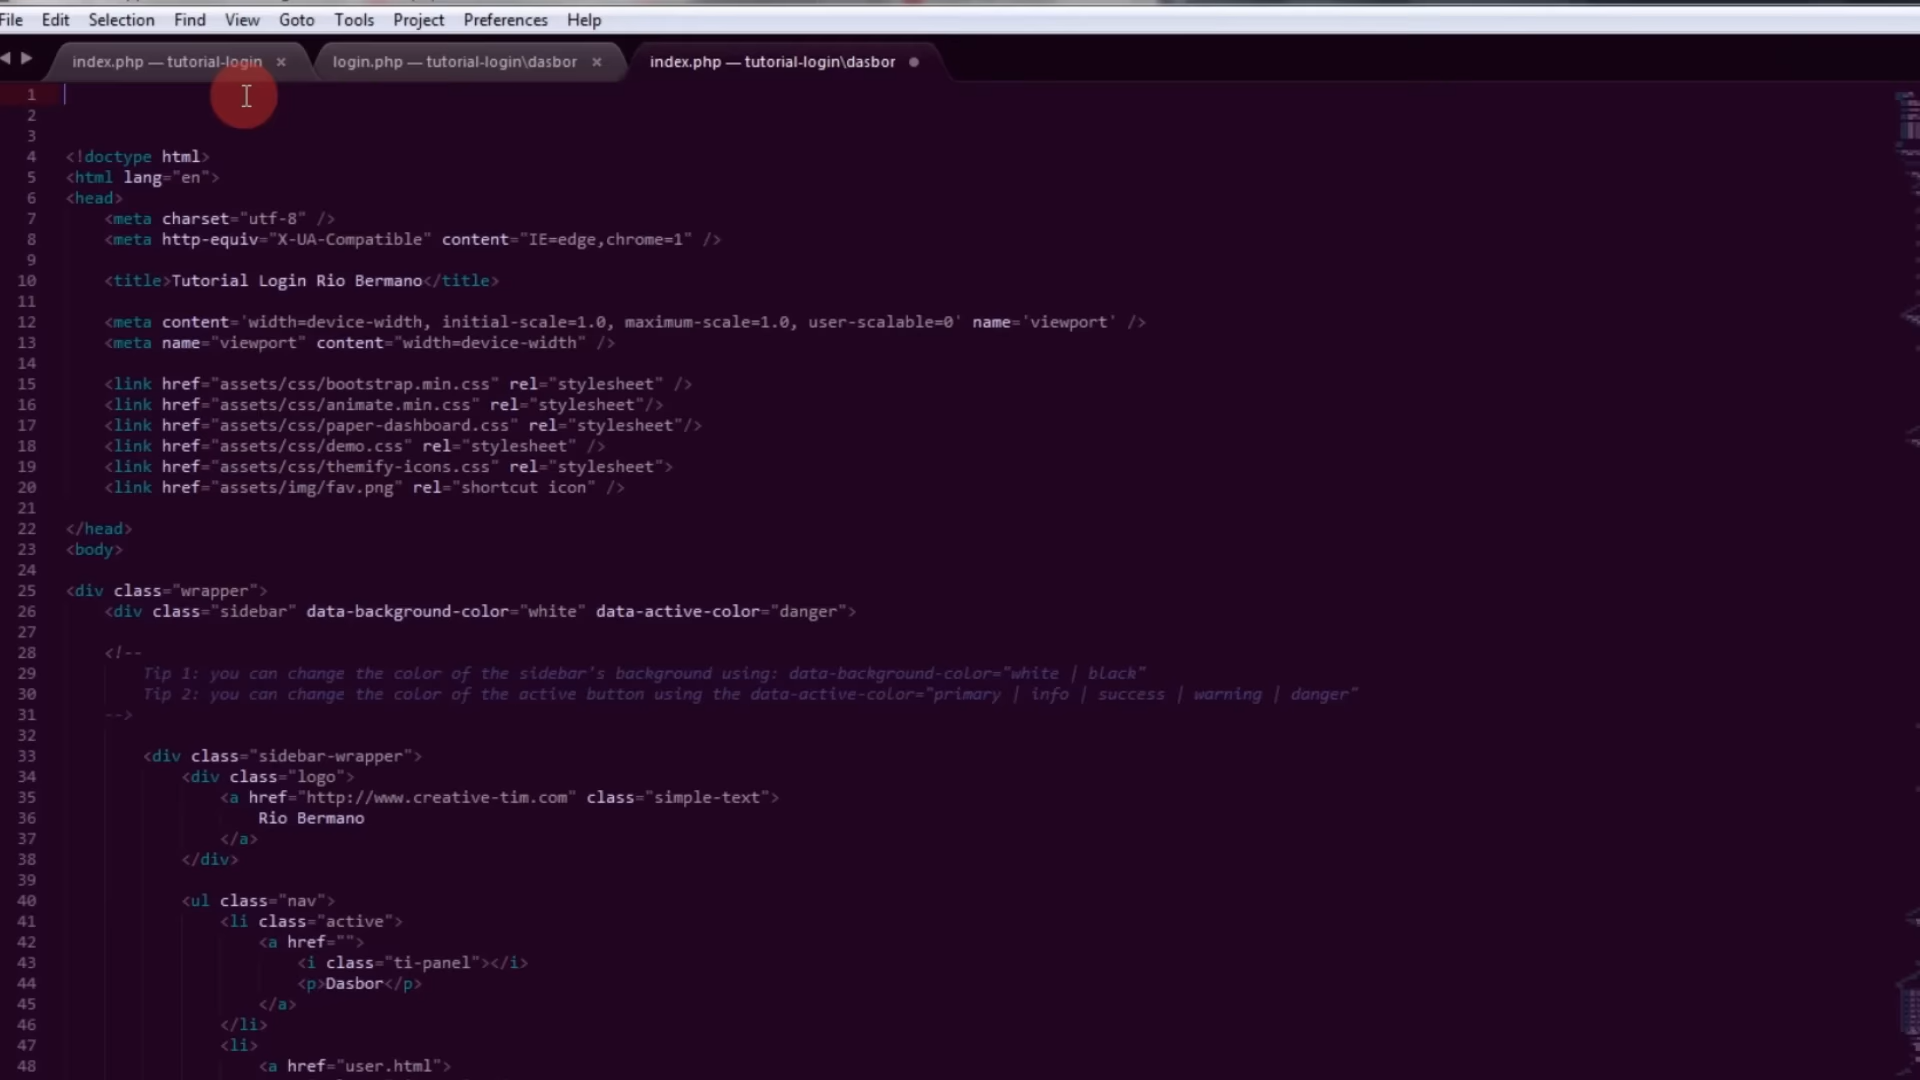 File Edit Selection Find View Goto Tools Project Preferences Help
index.php — tutorial-login × login.php — tutorial-login\dasbor × index.php — tutorial-login\dasbor
1
2
3
4 <!doctype html>
5 <html lang="en">
6 <head>
7 <meta charset="utf-8" />
8 <meta http-equiv="X-UA-Compatible" content="IE=edge,chrome=1" />
9
10 <title>Tutorial Login Rio Bermano</title>
11
12 <meta content='width=device-width, initial-scale=1.0, maximum-scale=1.0, user-scalable=0' name='viewport' />
13 <meta name="viewport" content="width=device-width" />
14
15 <link href="assets/css/bootstrap.min.css" rel="stylesheet" />
16 <link href="assets/css/animate.min.css" rel="stylesheet"/>
17 <link href="assets/css/paper-dashboard.css" rel="stylesheet"/>
18 <link href="assets/css/demo.css" rel="stylesheet" />
19 <link href="assets/css/themify-icons.css" rel="stylesheet">
20 <link href="assets/img/fav.png" rel="shortcut icon" />
21
22 </head>
23 <body>
24
25 <div class="wrapper">
26 <div class="sidebar" data-background-color="white" data-active-color="danger">
27
28 <!--
29 Tip 1: you can change the color of the sidebar's background using: data-background-color="white | black"
30 Tip 2: you can change the color of the active button using the data-active-color="primary | info | success | warning | danger"
31 -->
32
33 <div class="sidebar-wrapper">
34 <div class="logo">
35 <a href="http://www.creative-tim.com" class="simple-text">
36 Rio Bermano
37 </a>
38 </div>
39
40 <ul class="nav">
41 <li class="active">
42 <a href="">
43 <i class="ti-panel"></i>
44 <p>Dasbor</p>
45 </a>
46 </li>
47 <li>
48 <a href="user.html">